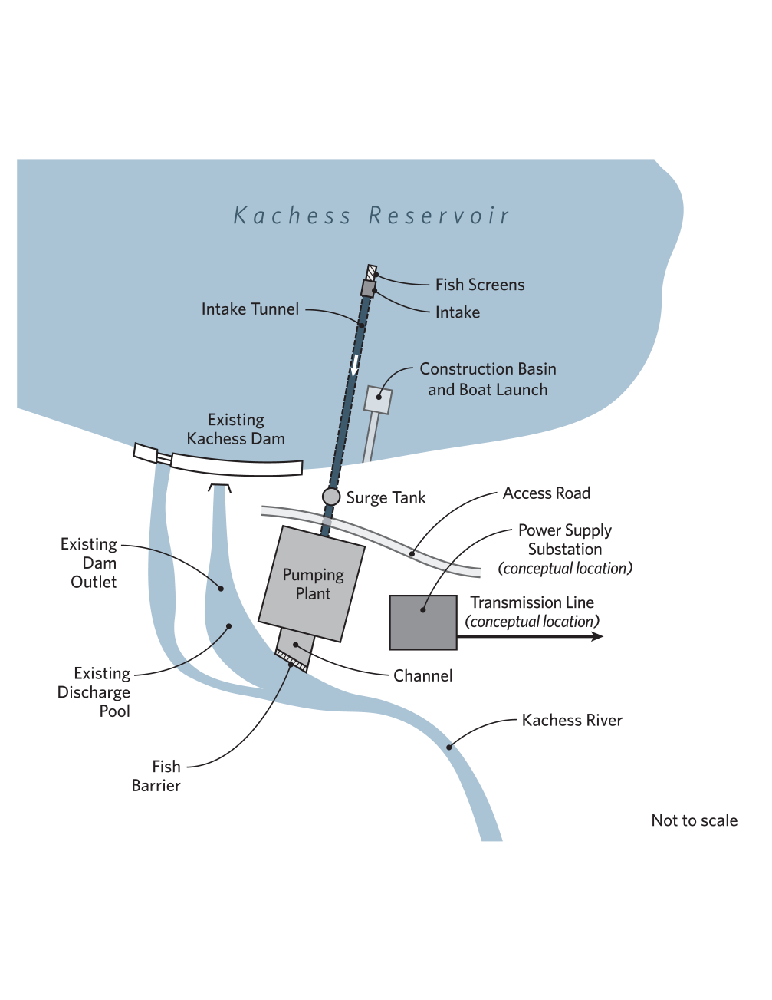 Kachess Reservoir
Fish Screens
Intake Tunnel
Intake
Construction Basin
and Boat Launch
Existing
Kachess Dam
Surge Tank
Access Road
Power Supply
Substation
(conceptual location)
Existing
Dam
Outlet
Pumping
Plant
Transmission Line
(conceptual location)
Existing
Discharge
Pool
Channel
Kachess River
Fish
Barrier
Not to scale